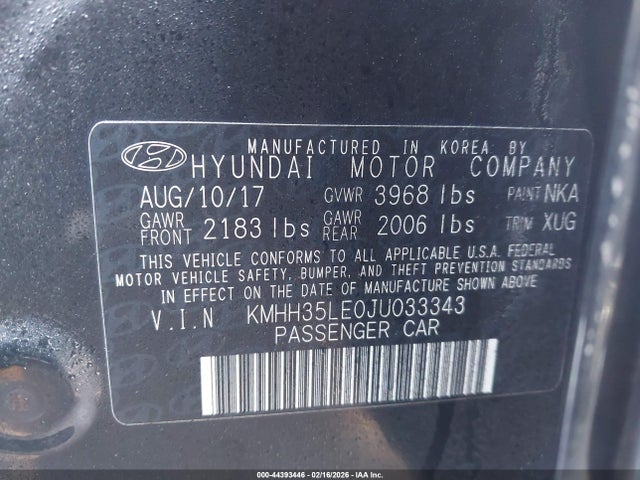 MANUFACTURED IN KOREA BY
HYUNDAI MOTOR COMPANY
AUG/10/17 GVWR 3968 lbs PAINT NKA
GAWR FRONT 2183 lbs GAWR REAR 2006 lbs TRIM XUG
THIS VEHICLE CONFORMS TO ALL APPLICABLE U.S.A. FEDERAL
MOTOR VEHICLE SAFETY, BUMPER, AND THEFT PREVENTION STANDARDS
IN EFFECT ON THE DATE OF MANUFACTURE SHOWN ABOVE
V.I.N KMHH35LE0JU033343
PASSENGER CAR
000-44393446 - 02/16/2026 - IAA Inc.